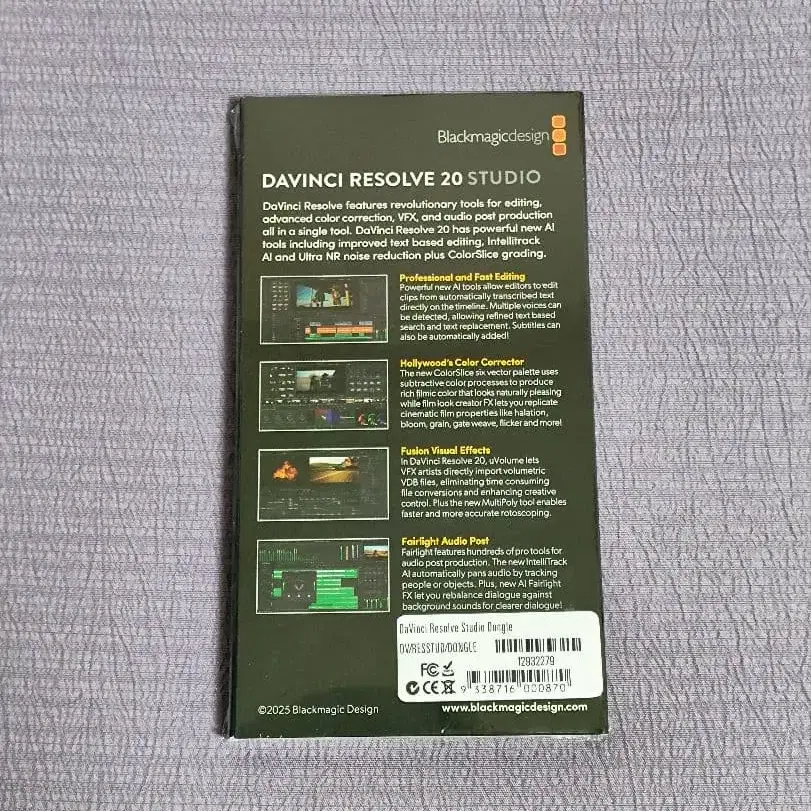 Blackmagicdesign
DAVINCI RESOLVE 20 STUDIO
DaVinci Resolve features revolutionary tools for editing,
advanced color correction, VFX, and audio post production
all in a single tool. DaVinci Resolve 20 has powerful new AI
tools including improved text based editing, Intellitrack
AI and Ultra NR noise reduction plus ColorSlice grading.
Professional and Fast Editing
Powerful new AI tools allow editors to edit
clips from automatically transcribed text
directly on the timeline. Multiple voices can
be detected, allowing refined text based
search and text replacement. Subtitles can
also be automatically added!
Hollywood's Color Corrector
The new ColorSlice six vector palette uses
subtractive color processes to produce
rich filmic color that looks naturally pleasing
while film look creator FX lets you replicate
cinematic film properties like halation,
bloom, grain, gate weave, flicker and more!
Fusion Visual Effects
In DaVinci Resolve 20, uVolume lets
VFX artists directly import volumetric
VDB files, eliminating time consuming
file conversions and enhancing creative
control. Plus the new MultiPoly tool enables
faster and more accurate rotoscoping.
Fairlight Audio Post
Fairlight features hundreds of pro tools for
audio post production. The new IntelliTrack
AI automatically pans audio by tracking
people or objects. Plus, new AI Fairlight
FX let you rebalance dialogue against
background sounds for clearer dialogue!
DaVinci Resolve Studio Dongle
DV/RESSTUD/DONGLE
12932279
FC
CE
9 338716 000870
©2025 Blackmagic Design
www.blackmagicdesign.com